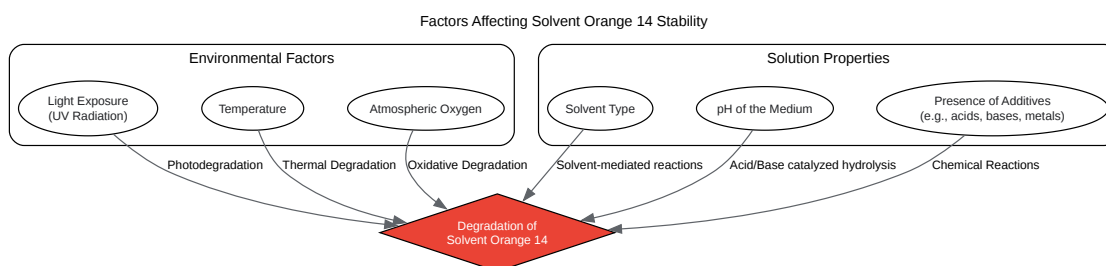 Factors Affecting Solvent Orange 14 Stability
Environmental Factors
Solution Properties
Light Exposure
(UV Radiation)
Temperature
Atmospheric Oxygen
Solvent Type
pH of the Medium
Presence of Additives
(e.g., acids, bases, metals)
Photodegradation
Thermal Degradation
Oxidative Degradation
Solvent-mediated reactions
Acid/Base catalyzed hydrolysis
Chemical Reactions
Degradation of
Solvent Orange 14